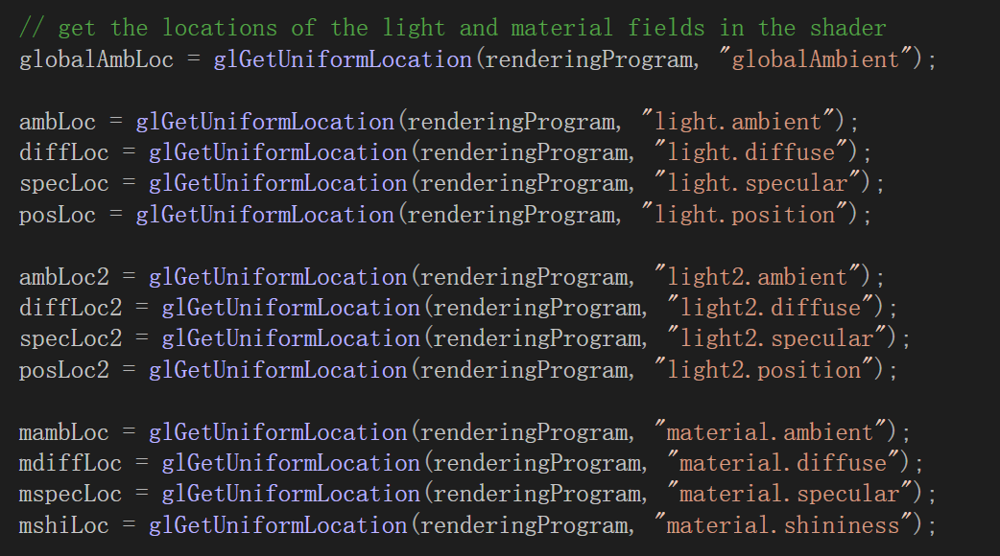 // get the locations of the light and material fields in the shader
globalAmbLoc = glGetUniformLocation(renderingProgram, "globalAmbient");
ambLoc = glGetUniformLocation(renderingProgram, "light.ambient");
diffLoc = glGetUniformLocation(renderingProgram, "light.diffuse");
specLoc = glGetUniformLocation(renderingProgram, "light.specular");
posLoc = glGetUniformLocation(renderingProgram, "light.position");
ambLoc2 = glGetUniformLocation(renderingProgram, "light2.ambient");
diffLoc2 = glGetUniformLocation(renderingProgram, "light2.diffuse");
specLoc2 = glGetUniformLocation(renderingProgram, "light2.specular");
posLoc2 = glGetUniformLocation(renderingProgram, "light2.position");
mambLoc = glGetUniformLocation(renderingProgram, "material.ambient");
mdiffLoc = glGetUniformLocation(renderingProgram, "material.diffuse");
mspecLoc = glGetUniformLocation(renderingProgram, "material.specular");
mshiLoc = glGetUniformLocation(renderingProgram, "material.shininess");